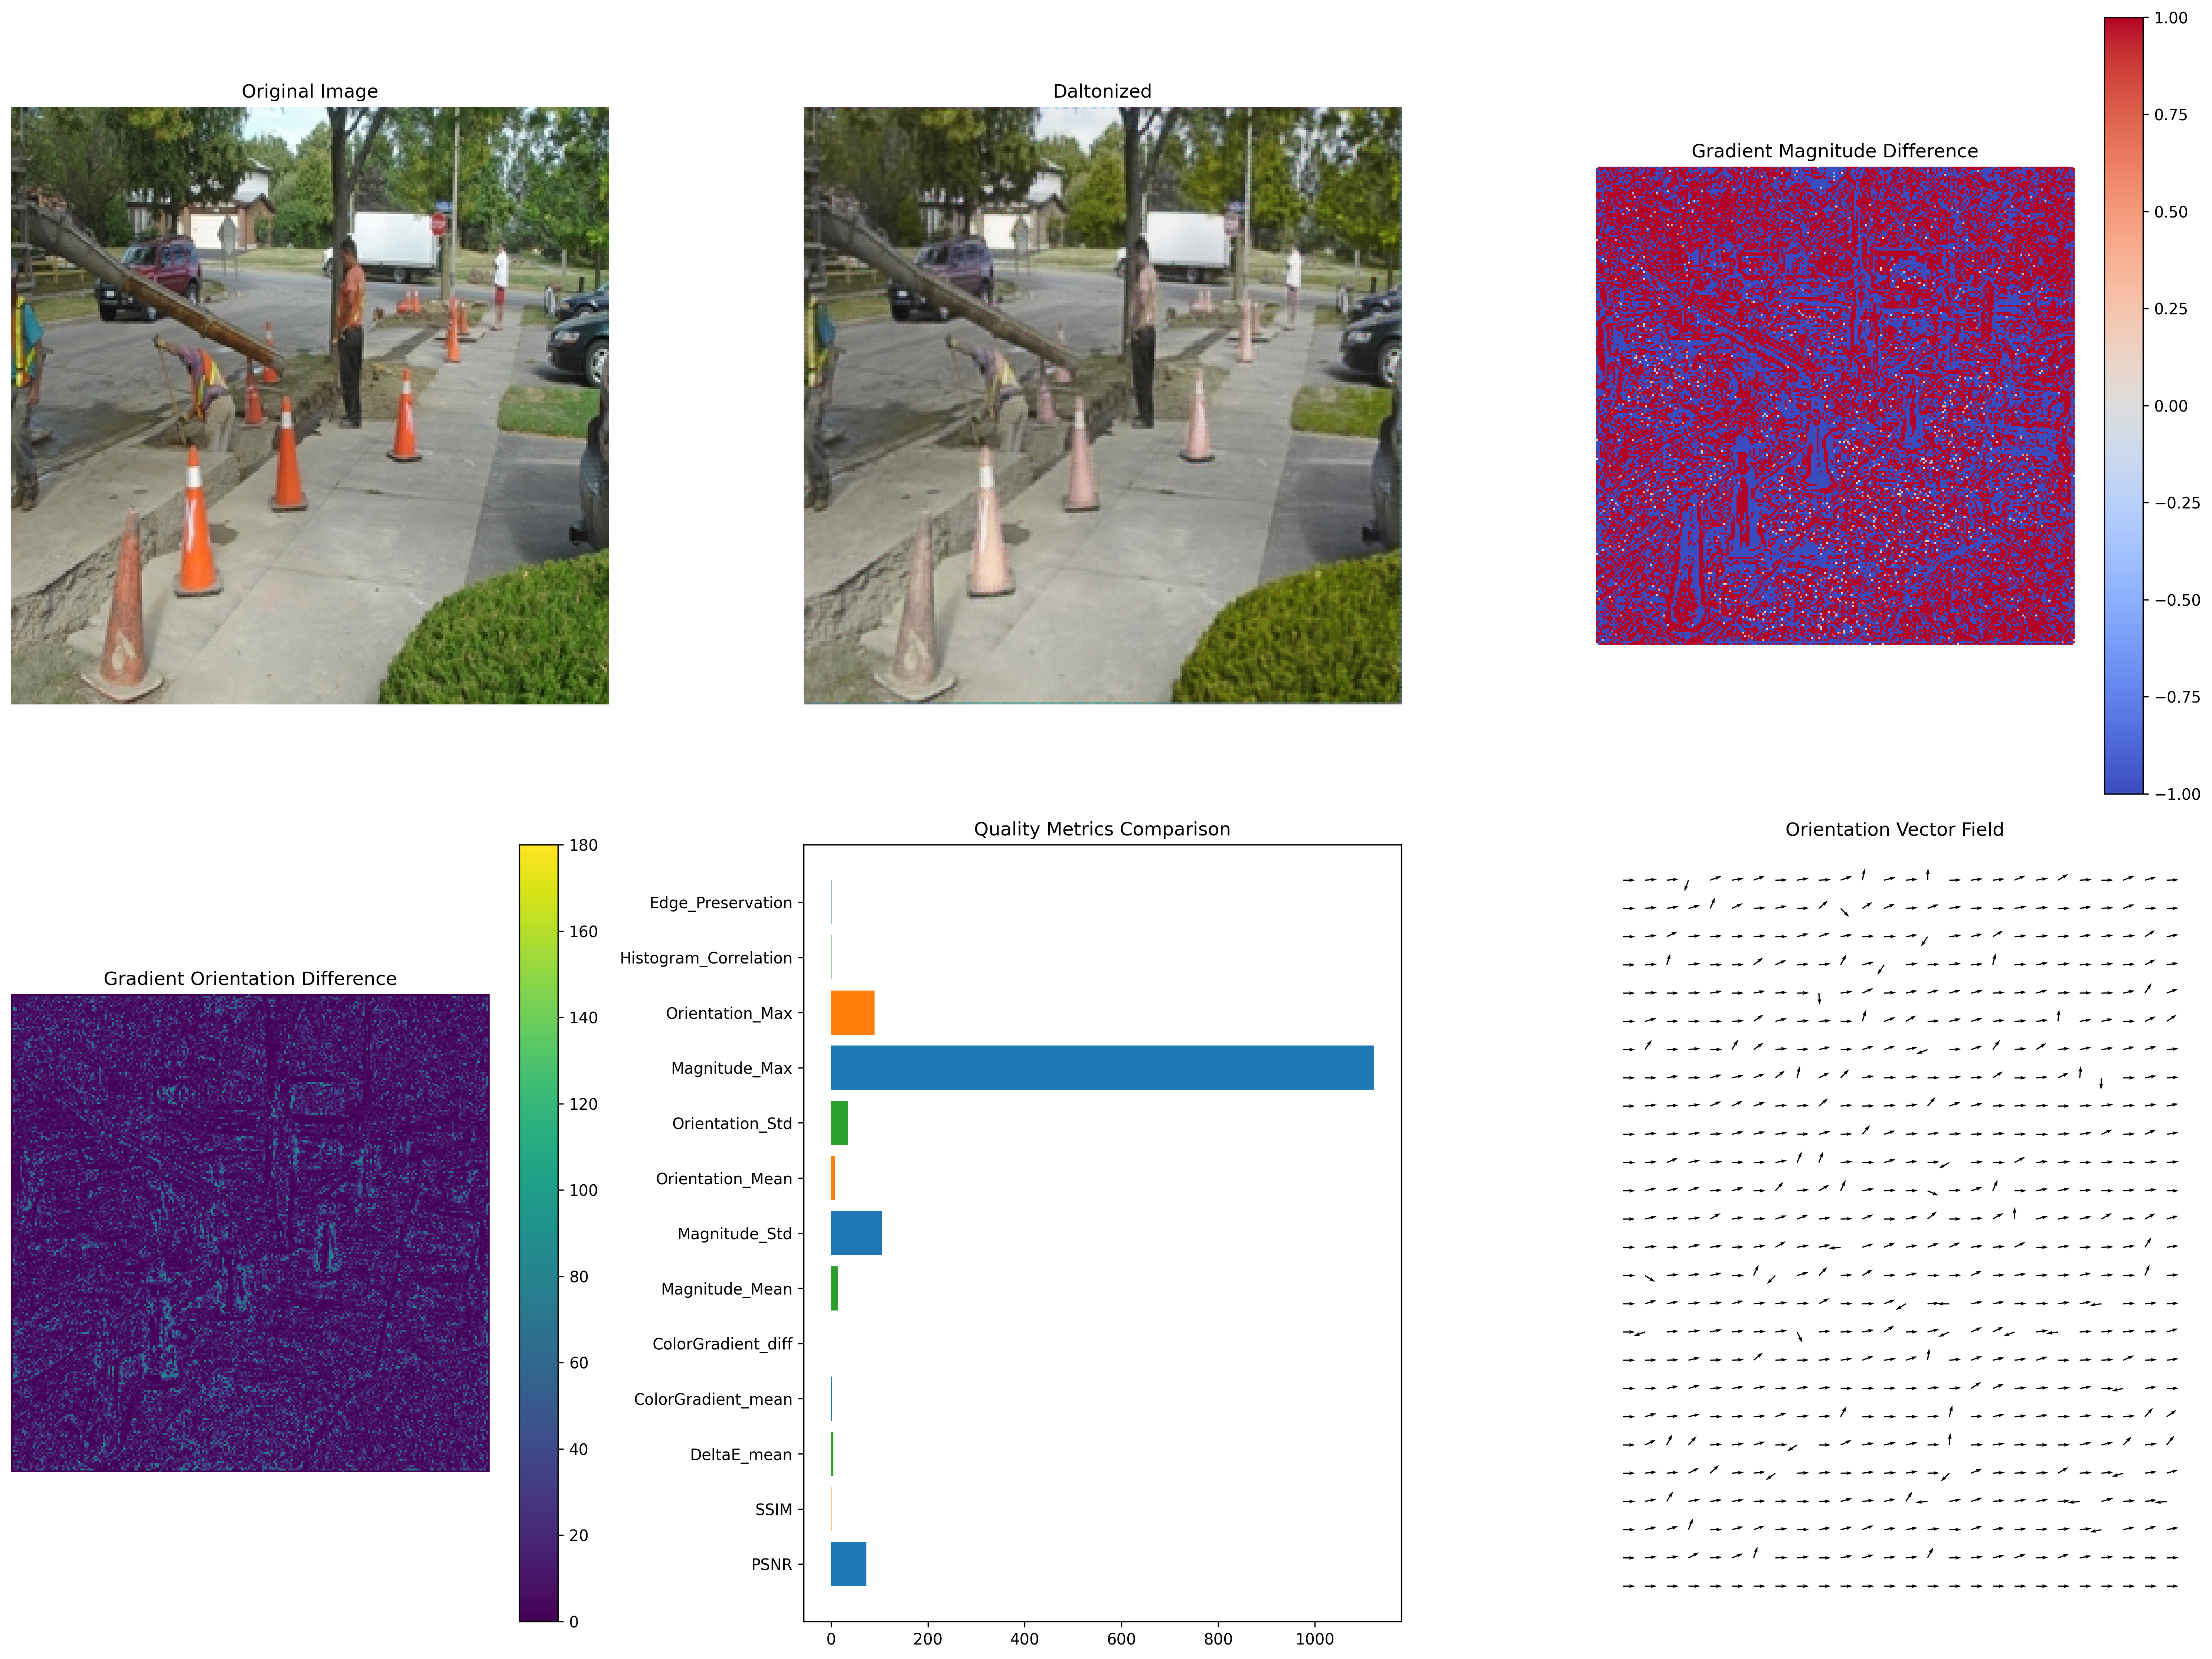 Original Image
Daltonized
Gradient Magnitude Difference
1.00
0.75
0.50
0.25
0.00
−0.25
−0.50
−0.75
−1.00
Gradient Orientation Difference
180
160
140
120
100
80
60
40
20
0
Quality Metrics Comparison
Edge_Preservation
Histogram_Correlation
Orientation_Max
Magnitude_Max
Orientation_Std
Orientation_Mean
Magnitude_Std
Magnitude_Mean
ColorGradient_diff
ColorGradient_mean
DeltaE_mean
SSIM
PSNR
0 200 400 600 800 1000
Orientation Vector Field